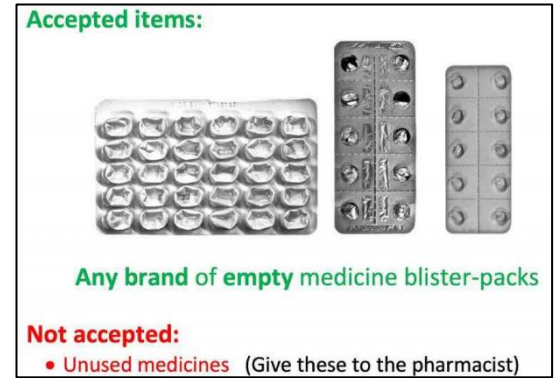 Accepted items:
Any brand of empty medicine blister-packs
Not accepted:
• Unused medicines (Give these to the pharmacist)